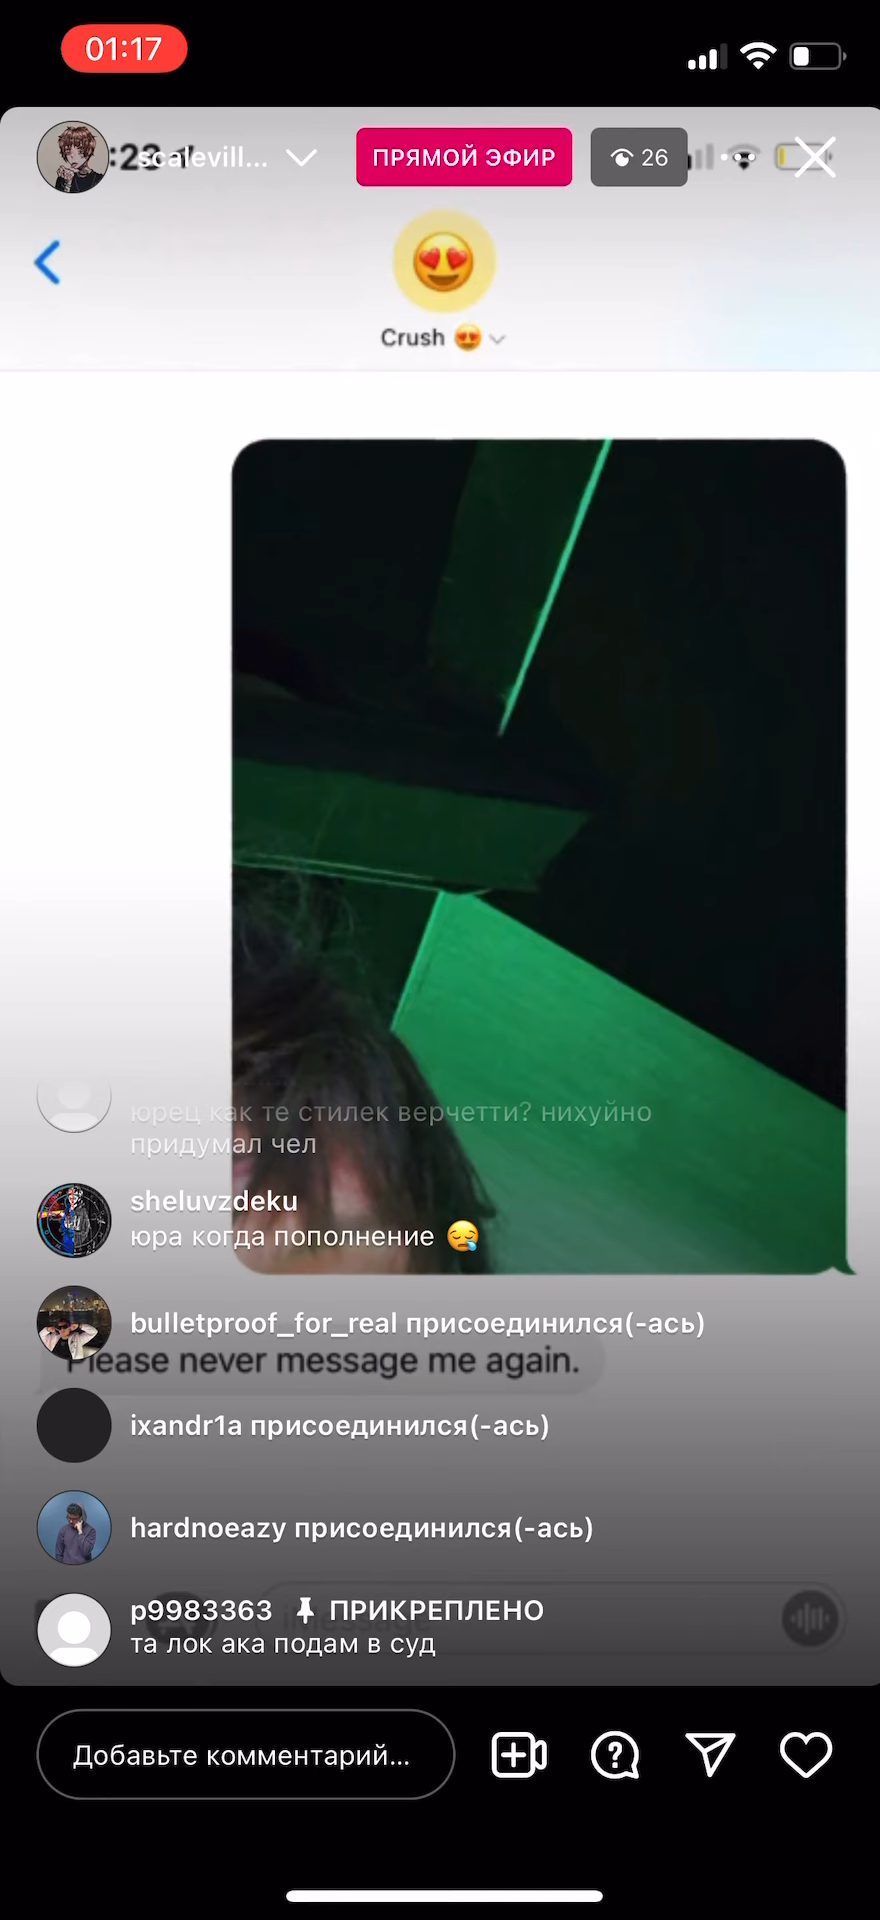 01:17
:23
scalevill...
ПРЯМОЙ ЭФИР
26
Crush 😍
юрец как те стилек верчетти? нихуйно
придумал чел
sheluvzdeku
юра когда пополнение 😪
bulletproof_for_real присоединился(-ась)
Please never message me again.
ixandr1a присоединился(-ась)
hardnoeazy присоединился(-ась)
p9983363 ПРИКРЕПЛЕНО
та лок ака подам в суд
iMessage
Добавьте комментарий...